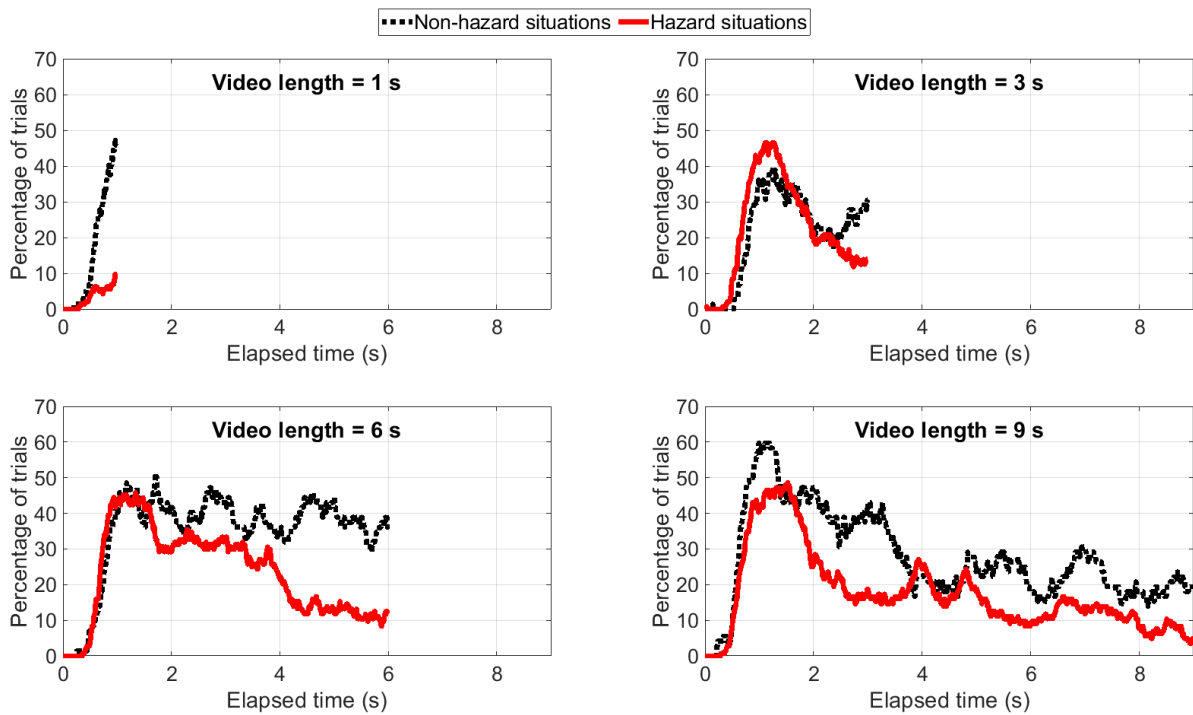 Non-hazard situations Hazard situations
Video length = 1 s
Percentage of trials
70
60
50
40
30
20
10
0
0 2 4 6 8
Elapsed time (s)
Video length = 3 s
Percentage of trials
70
60
50
40
30
20
10
0
0 2 4 6 8
Elapsed time (s)
Video length = 6 s
Percentage of trials
70
60
50
40
30
20
10
0
0 2 4 6 8
Elapsed time (s)
Video length = 9 s
Percentage of trials
70
60
50
40
30
20
10
0
0 2 4 6 8
Elapsed time (s)